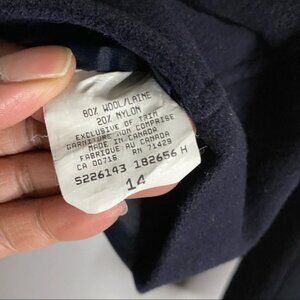 80% WOOL/LAINE
20% NYLON
EXCLUSIVE OF TRIM
GARNITURE NON COMPRISE
MADE IN CANADA
FABRIQUE AU CANADA
CA 00716 RN 71429
S226143 182656 H
14